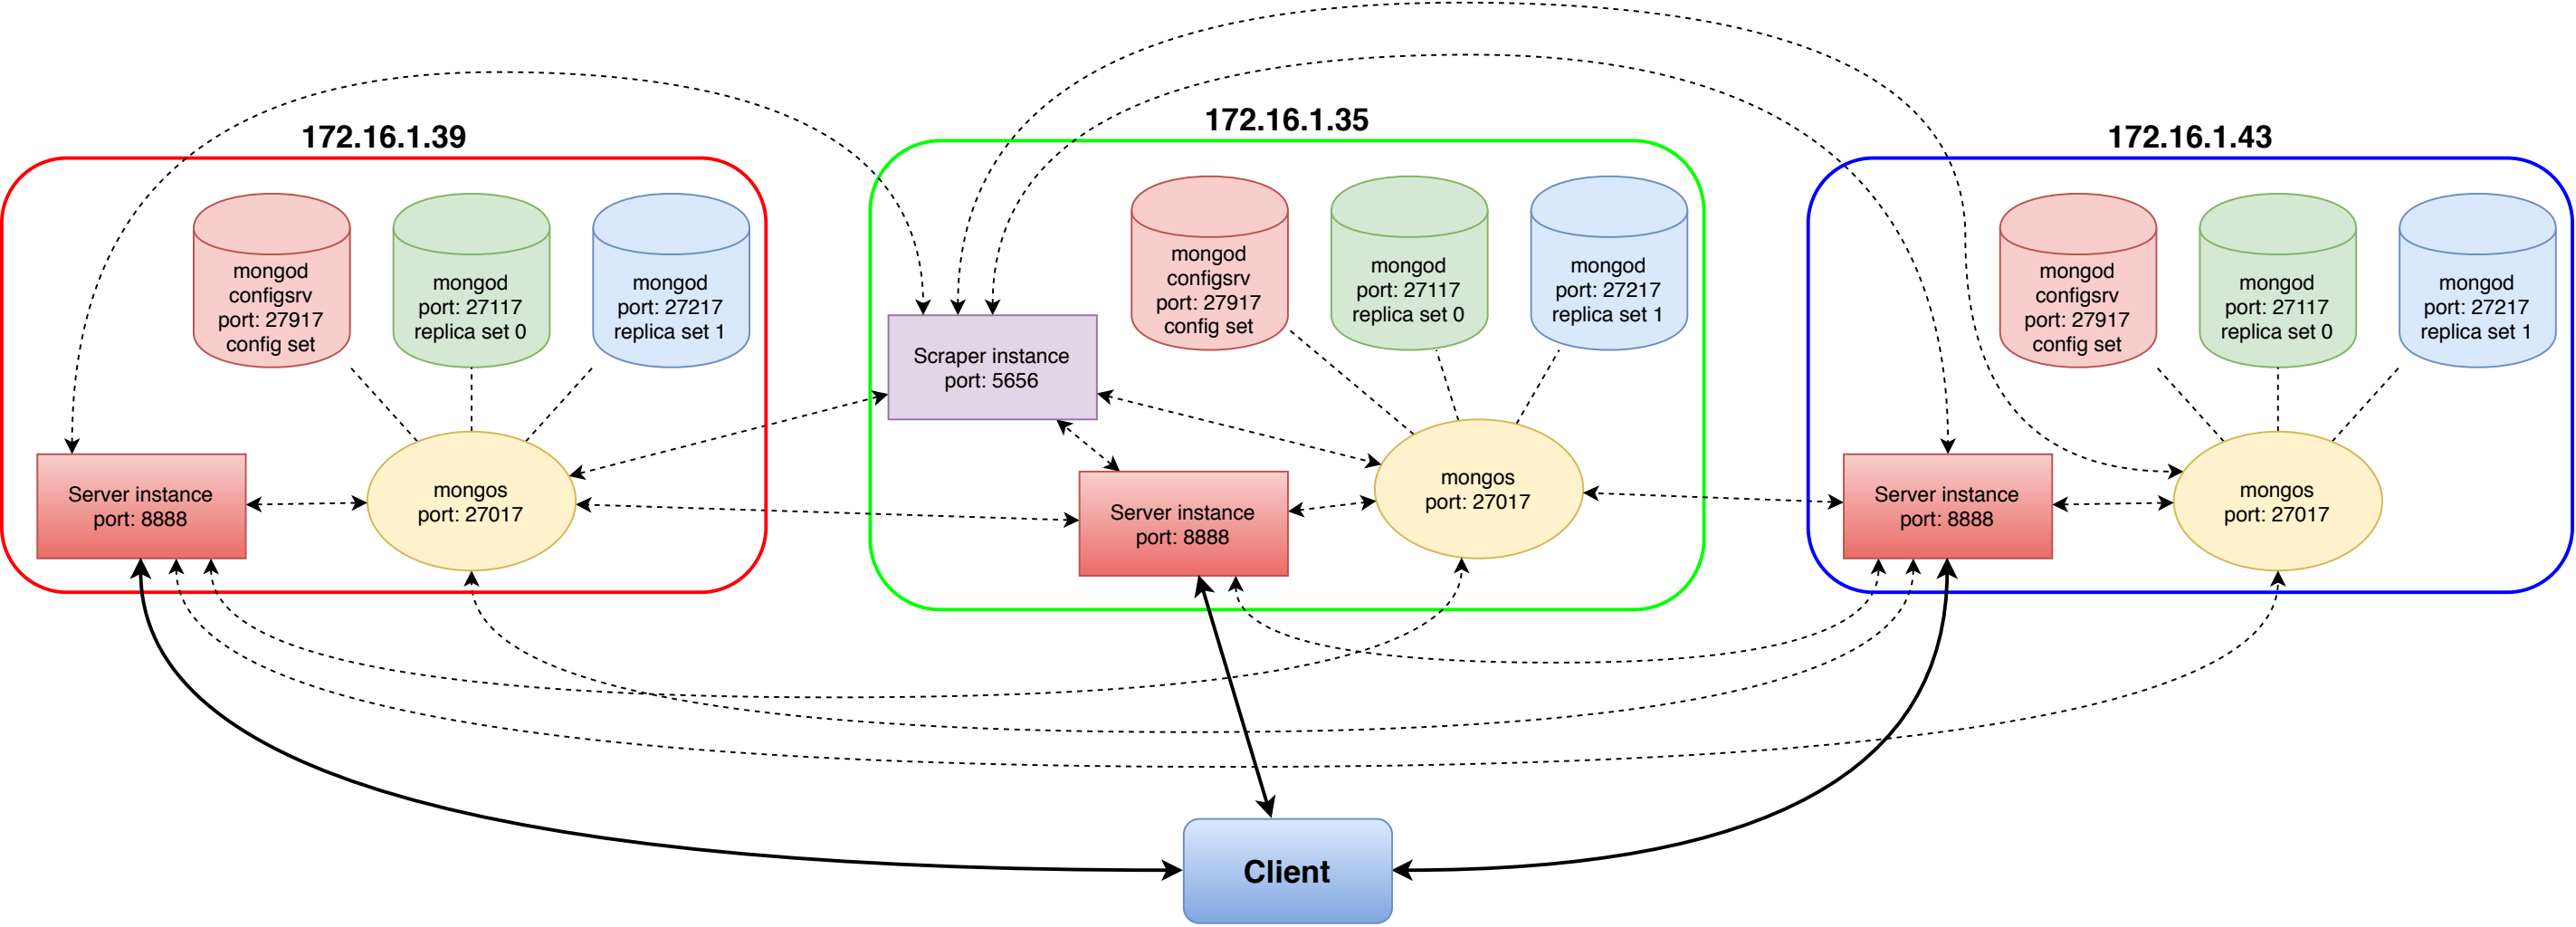 172.16.1.39
mongod
configsrv
port: 27917
config set
mongod
port: 27117
replica set 0
mongod
port: 27217
replica set 1
Server instance
port: 8888
mongos
port: 27017
172.16.1.35
mongod
configsrv
port: 27917
config set
mongod
port: 27117
replica set 0
mongod
port: 27217
replica set 1
Scraper instance
port: 5656
Server instance
port: 8888
mongos
port: 27017
172.16.1.43
mongod
configsrv
port: 27917
config set
mongod
port: 27117
replica set 0
mongod
port: 27217
replica set 1
Server instance
port: 8888
mongos
port: 27017
Client